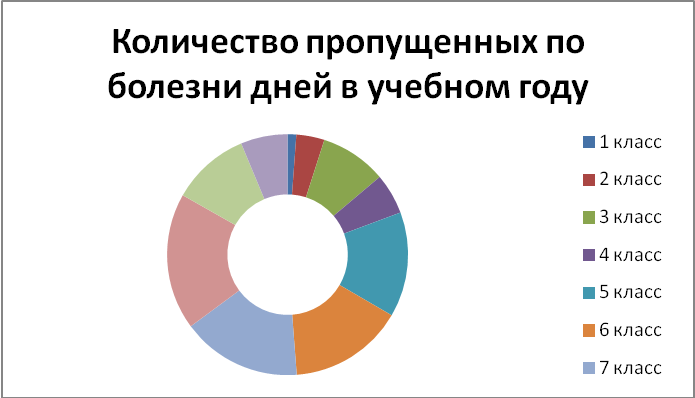 Количество пропущенных по
болезни дней в учебном году
1 класс
2 класс
3 класс
4 класс
5 класс
6 класс
7 класс